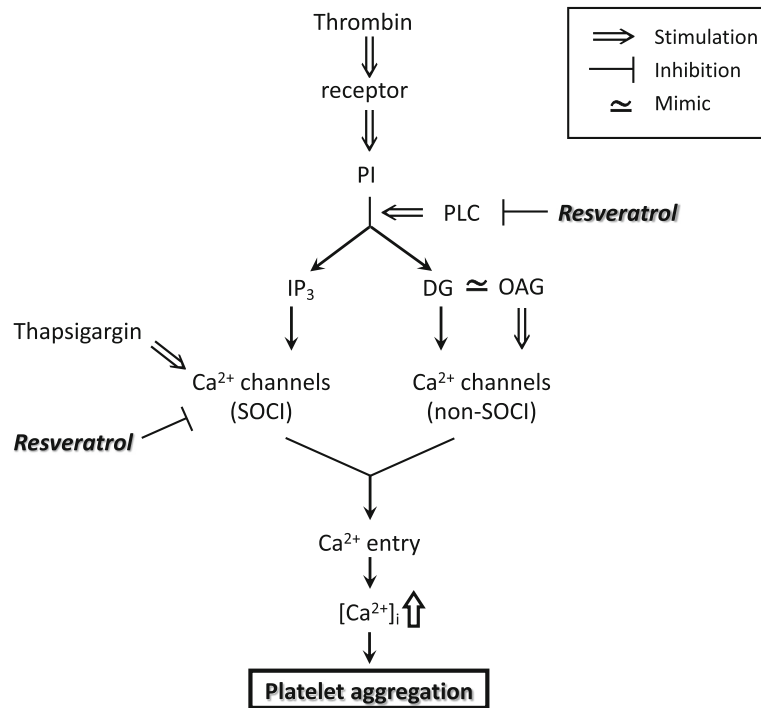 Thrombin
Stimulation
Inhibition
Mimic
receptor
PI
PLC
Resveratrol
IP₃
DG ≃ OAG
Thapsigargin
Ca²⁺ channels
(SOCI)
Ca²⁺ channels
(non-SOCI)
Resveratrol
Ca²⁺ entry
[Ca²⁺]ᵢ
Platelet aggregation